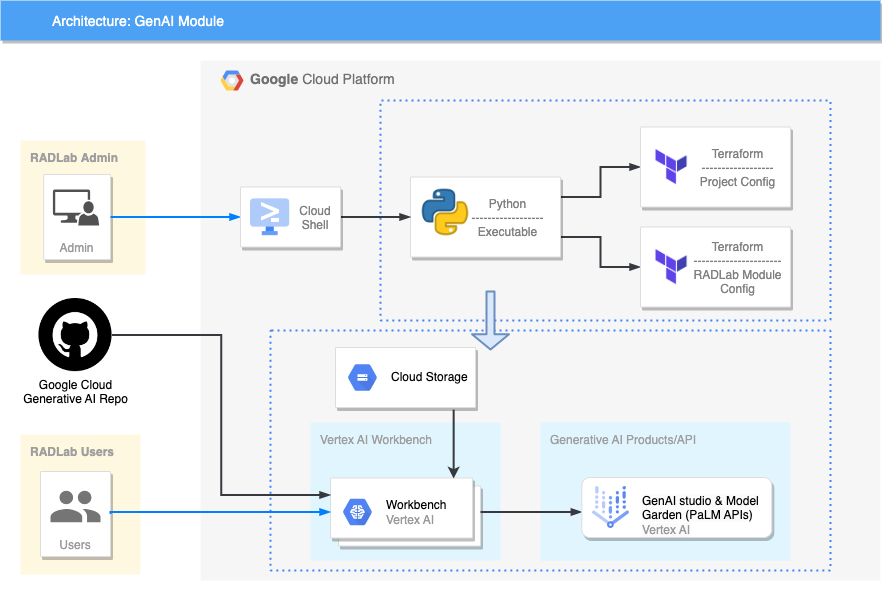 Architecture: GenAI Module
Google Cloud Platform
RADLab Admin
Admin
Cloud
Shell
Python
Executable
Terraform
Project Config
Terraform
RADLab Module
Config
Google Cloud
Generative AI Repo
Cloud Storage
RADLab Users
Users
Vertex AI Workbench
Workbench
Vertex AI
Generative AI Products/API
GenAI studio & Model
Garden (PaLM APIs)
Vertex AI